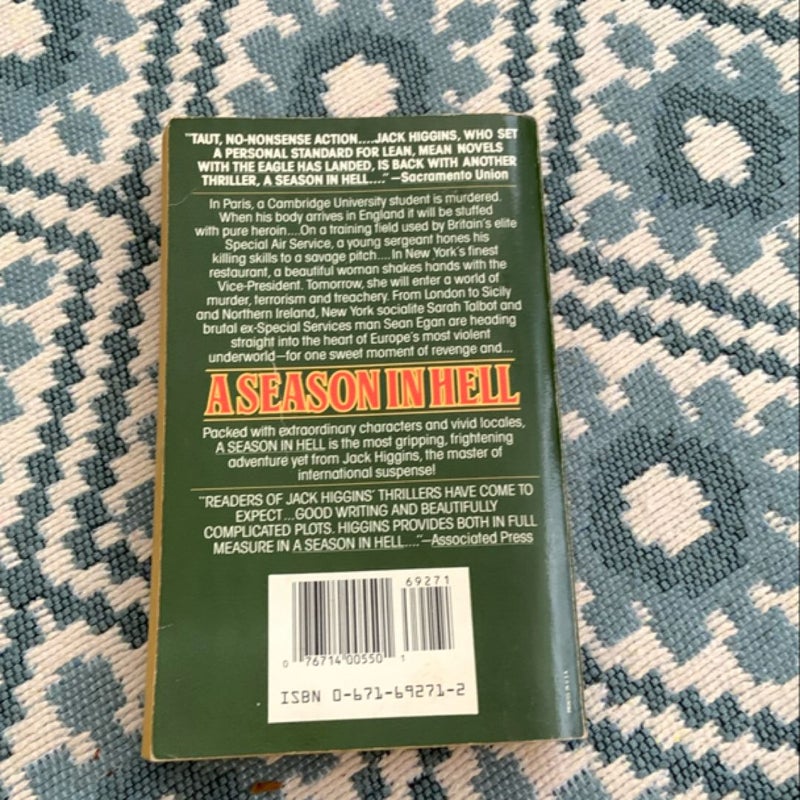 "TAUT, NO-NONSENSE ACTION....JACK HIGGINS, WHO SET
A PERSONAL STANDARD FOR LEAN, MEAN NOVELS
WITH THE EAGLE HAS LANDED, IS BACK WITH ANOTHER
THRILLER, A SEASON IN HELL...." —Sacramento Union
In Paris, a Cambridge University student is murdered.
When his body arrives in England it will be stuffed
with pure heroin....On a training field used by Britain's elite
Special Air Service, a young sergeant hones his
killing skills to a savage pitch.... In New York's finest
restaurant, a beautiful woman shakes hands with the
Vice-President. Tomorrow, she will enter a world of
murder, terrorism and treachery. From London to Sicily
and Northern Ireland, New York socialite Sarah Talbot and
brutal ex-Special Services man Sean Egan are heading
straight into the heart of Europe's most violent
underworld—for one sweet moment of revenge and...
A SEASON IN HELL
Packed with extraordinary characters and vivid locales,
A SEASON IN HELL is the most gripping, frightening
adventure yet from Jack Higgins, the master of
international suspense!
"READERS OF JACK HIGGINS' THRILLERS HAVE COME TO
EXPECT...GOOD WRITING AND BEAUTIFULLY
COMPLICATED PLOTS. HIGGINS PROVIDES BOTH IN FULL
MEASURE IN A SEASON IN HELL...."—Associated Press
69271
0 76714 00550 1
ISBN 0-671-69271-2